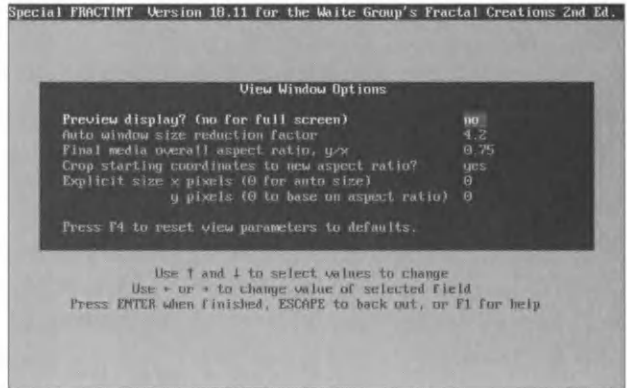 Special FRACTINT Version 18.11 for the Waite Group's Fractal Creations 2nd Ed.
View Window Options
Preview display? (no for full screen) no
Auto window size reduction factor 4.2
Final media overall aspect ratio, y/x 0.75
Crop starting coordinates to new aspect ratio? yes
Explicit size x pixels (0 for auto size) 0
y pixels (0 to base on aspect ratio) 0
Press F4 to reset view parameters to defaults.
Use ↑ and ↓ to select values to change
Use ← or → to change value of selected field
Press ENTER when finished, ESCAPE to back out, or F1 for help